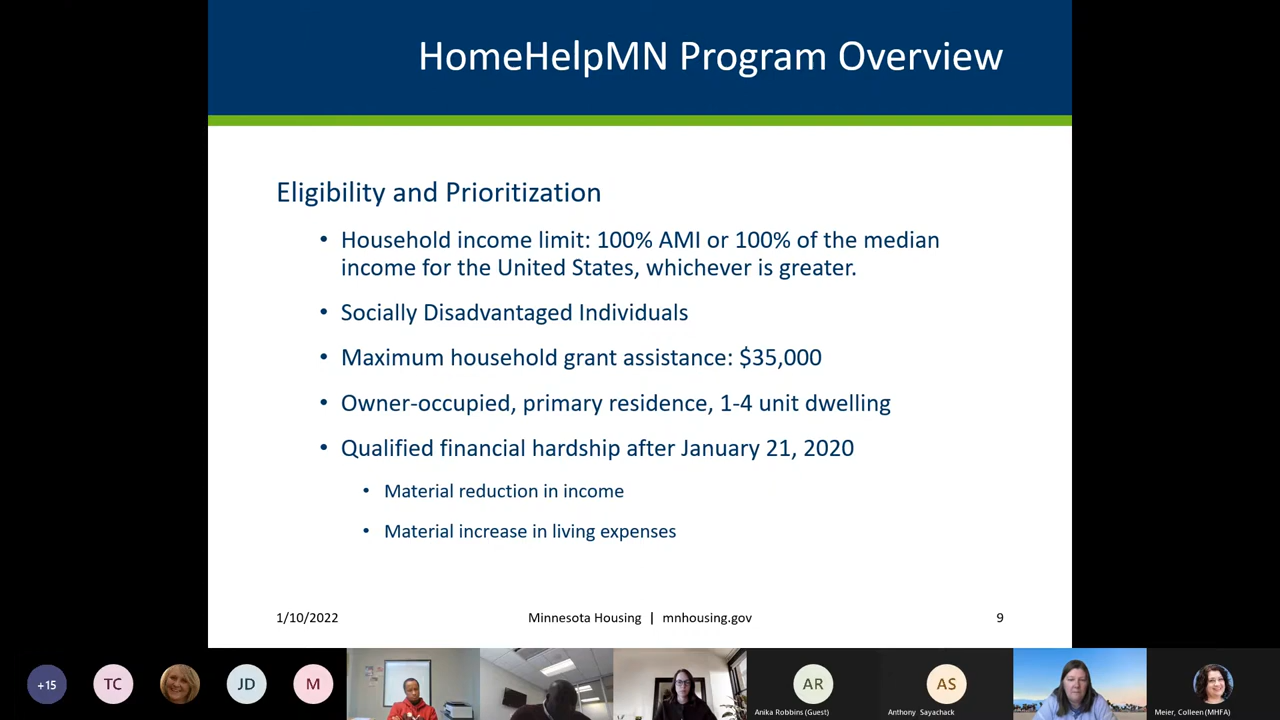 HomeHelpMN Program Overview
Eligibility and Prioritization
• Household income limit: 100% AMI or 100% of the median
income for the United States, whichever is greater.
• Socially Disadvantaged Individuals
• Maximum household grant assistance: $35,000
• Owner-occupied, primary residence, 1-4 unit dwelling
• Qualified financial hardship after January 21, 2020
• Material reduction in income
• Material increase in living expenses
1/10/2022
Minnesota Housing | mnhousing.gov
9
+15
TC
JD
M
AR
Anika Robbins (Guest)
AS
Anthony Sayachack
Meier, Colleen (MHFA)